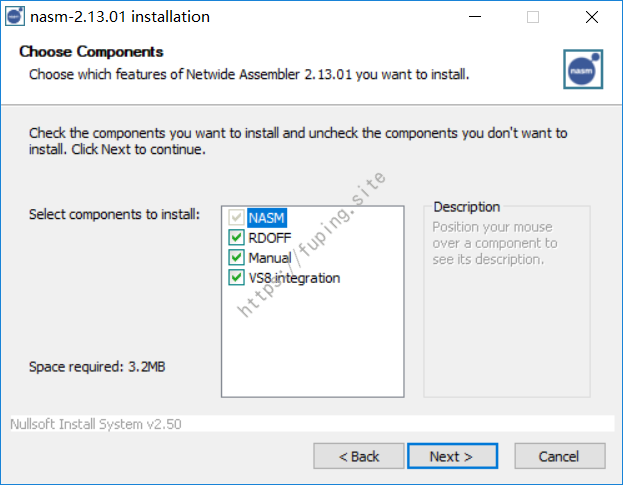 nasm
nasm-2.13.01 installation
Choose Components
Choose which features of Netwide Assembler 2.13.01 you want to install.
nasm
Check the components you want to install and uncheck the components you don't want to
install. Click Next to continue.
Select components to install:
NASM
RDOFF
Manual
VS8 integration
Description
Position your mouse
over a component to
see its description.
https://fuping.site
Space required: 3.2MB
Nullsoft Install System v2.50
< Back
Next >
Cancel